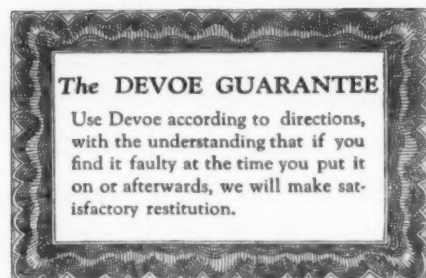 The DEVOE GUARANTEE
Use Devoe according to directions,
with the understanding that if you
find it faulty at the time you put it
on or afterwards, we will make sat-
isfactory restitution.